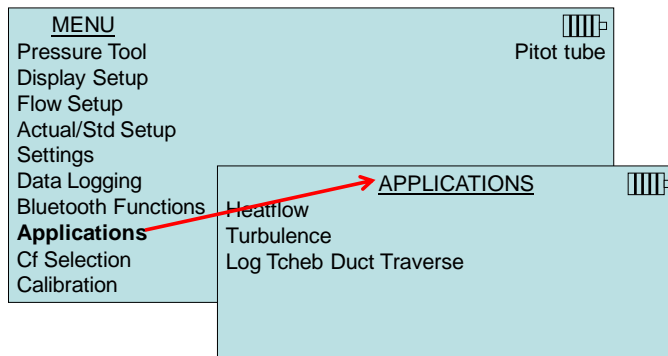 MENU
Pressure Tool
Pitot tube
Display Setup
Flow Setup
Actual/Std Setup
Settings
Data Logging
Bluetooth Functions
Applications
Cf Selection
Calibration
APPLICATIONS
Heatflow
Turbulence
Log Tcheb Duct Traverse